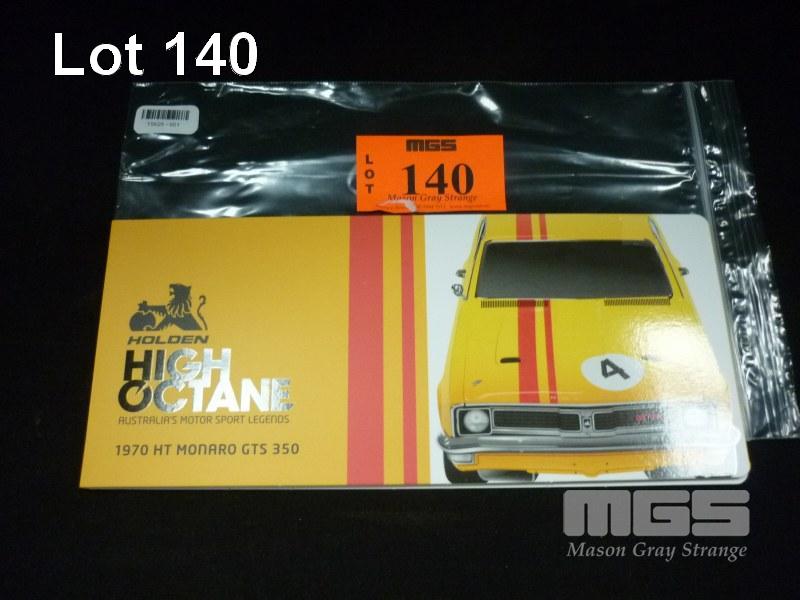 Lot 140
MGS
LOT
140
Mason Gray Strange
HOLDEN
HIGH
OCTANE
AUSTRALIA'S MOTOR SPORT LEGENDS
1970 HT MONARO GTS 350
4
MGS
Mason Gray Strange